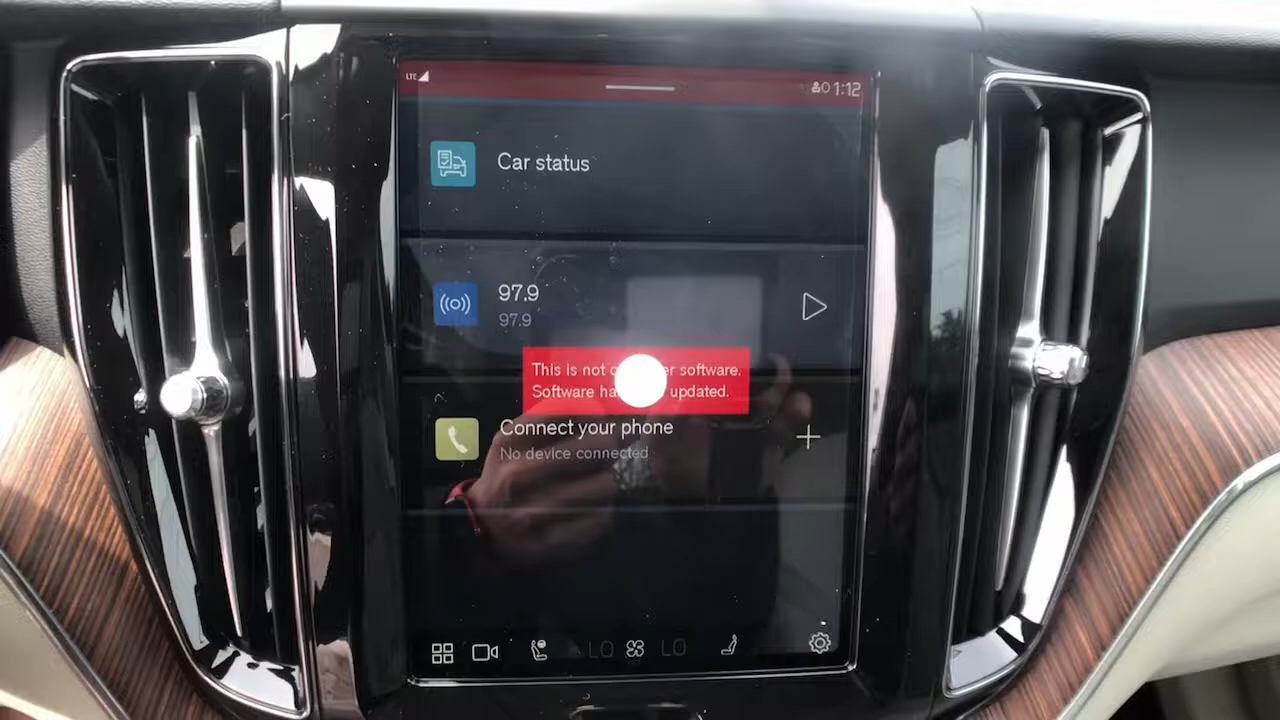 LTE 1:12
Car status
97.9
97.9
This is not software.
Software updated.
Connect your phone
No device connected
LO LO